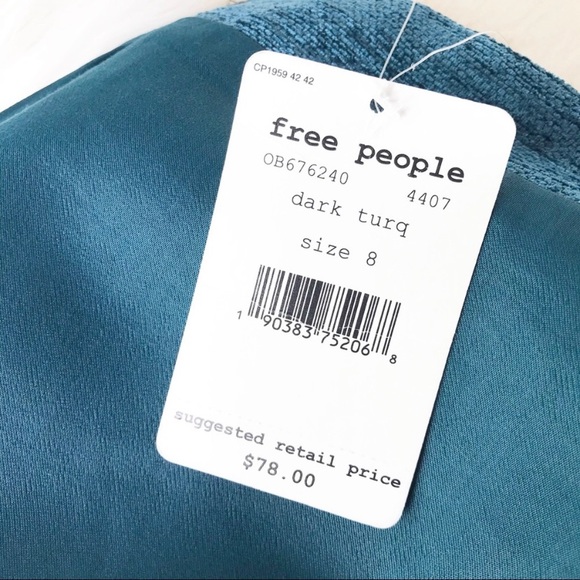 CP1959 42 42
free people
OB676240 4407
dark turq
size 8
1 90383 75206 8
suggested retail price
$78.00